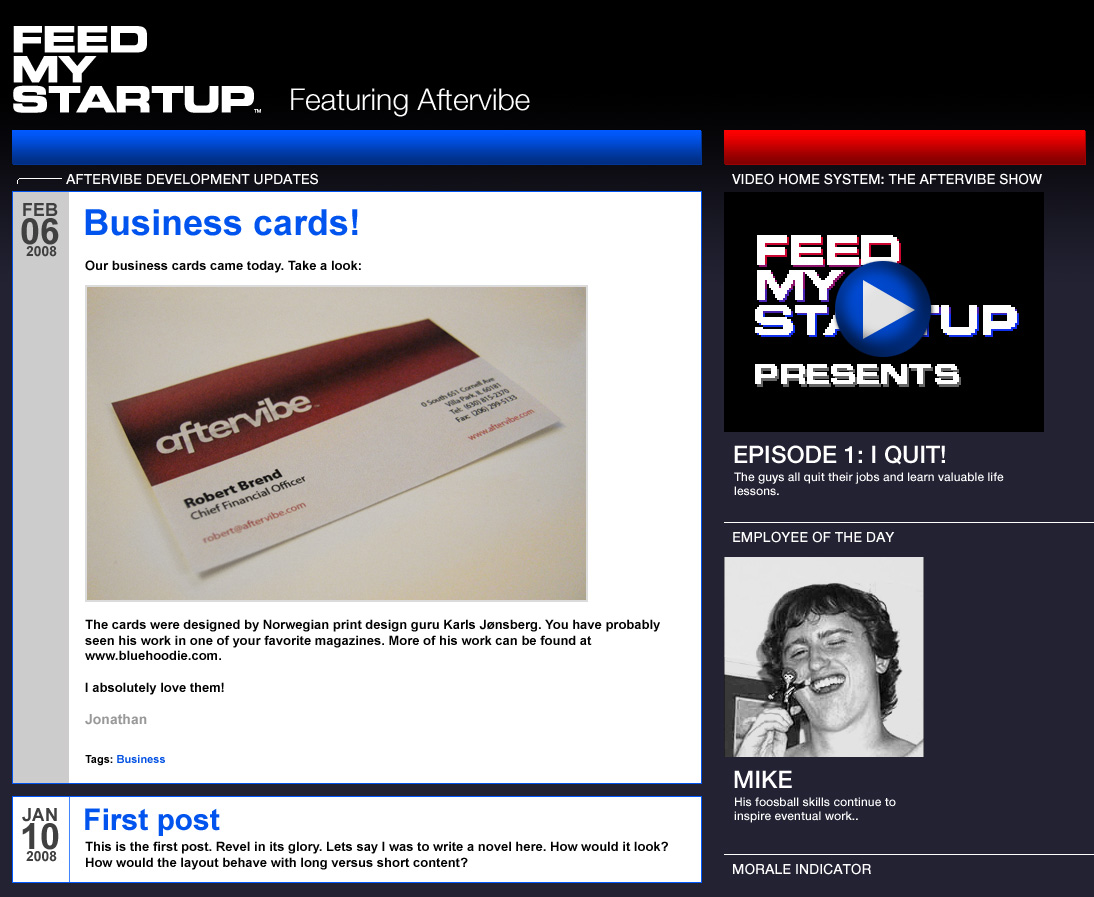 FEED
MY
STARTUP™
Featuring Aftervibe
AFTERVIBE DEVELOPMENT UPDATES
FEB
06
2008
Business cards!
Our business cards came today. Take a look:
aftervibe™
0 South 651 Cornell Ave
Villa Park, IL 60181
Tel: (630) 815-2370
Fax: (206) 299-5133
www.aftervibe.com
Robert Brend
Chief Financial Officer
robert@aftervibe.com
The cards were designed by Norwegian print design guru Karls Jønsberg. You have probably
seen his work in one of your favorite magazines. More of his work can be found at
www.bluehoodie.com.
I absolutely love them!
Jonathan
Tags: Business
JAN
10
2008
First post
This is the first post. Revel in its glory. Lets say I was to write a novel here. How would it look?
How would the layout behave with long versus short content?
VIDEO HOME SYSTEM: THE AFTERVIBE SHOW
FEED
MY
STARTUP
PRESENTS
EPISODE 1: I QUIT!
The guys all quit their jobs and learn valuable life
lessons.
EMPLOYEE OF THE DAY
MIKE
His foosball skills continue to
inspire eventual work..
MORALE INDICATOR